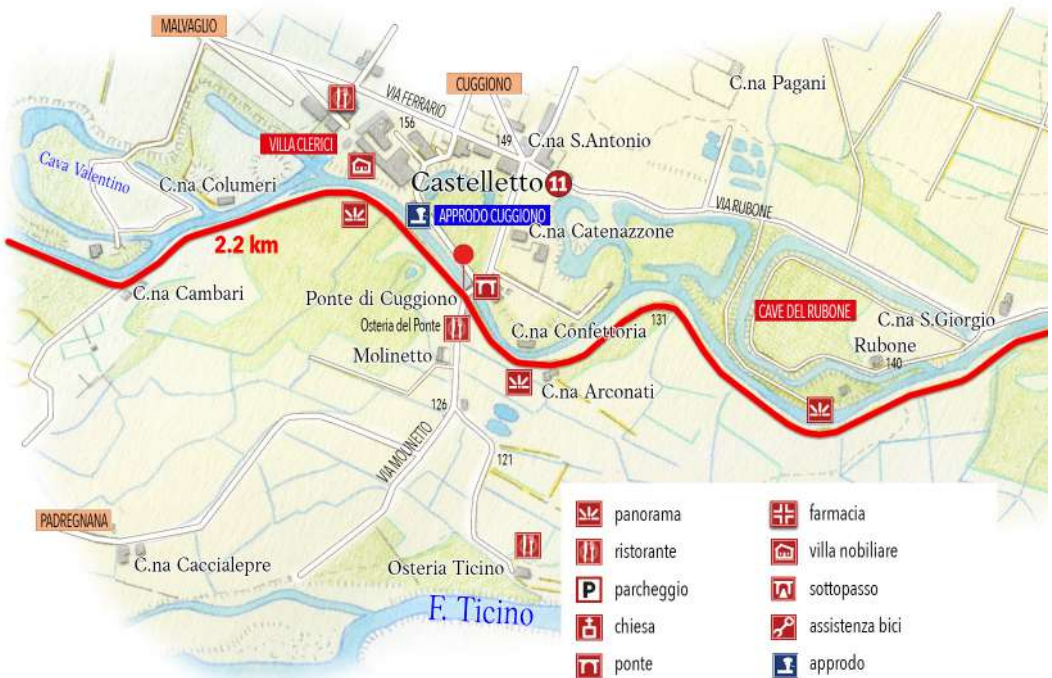 MALVAGLIO
VIA FERRARIO
CUGGIONO
C.na Pagani
156
149
C.na S.Antonio
VILLA CLERICI
Cava Valentino
C.na Columeri
Castelletto 11
APPRODO CUGGIONO
VIA RUBONE
C.na Catenazzone
2.2 km
C.na Cambari
Ponte di Cuggiono
Osteria del Ponte
C.na Confettoria
131
CAVE DEL RUBONE
C.na S.Giorgio
Rubone
140
Molinetto
C.na Arconati
126
VIA MOLINETTO
121
PADREGNANA
C.na Caccialepre
Osteria Ticino
F. Ticino
panorama
ristorante
P parcheggio
chiesa
ponte
farmacia
villa nobiliare
sottopasso
assistenza bici
approdo